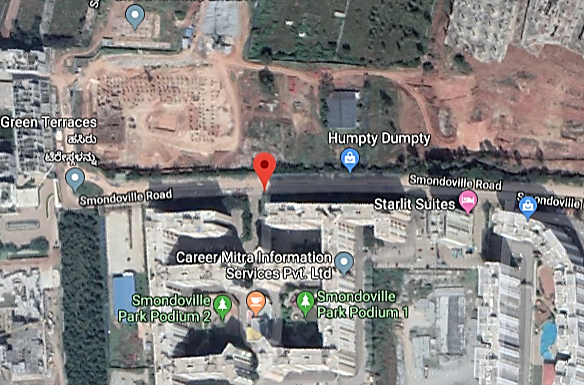 Green Terraces
ಹಸಿರು
ಟೆರೇಸ್ಗಳನ್ನು
Humpty Dumpty
Smondoville Road
Smondoville Road
Smondoville
Starlit Suites
Career Mitra Information
Services Pvt. Ltd
Smondoville
Park Podium 2
Smondoville
Park Podium 1